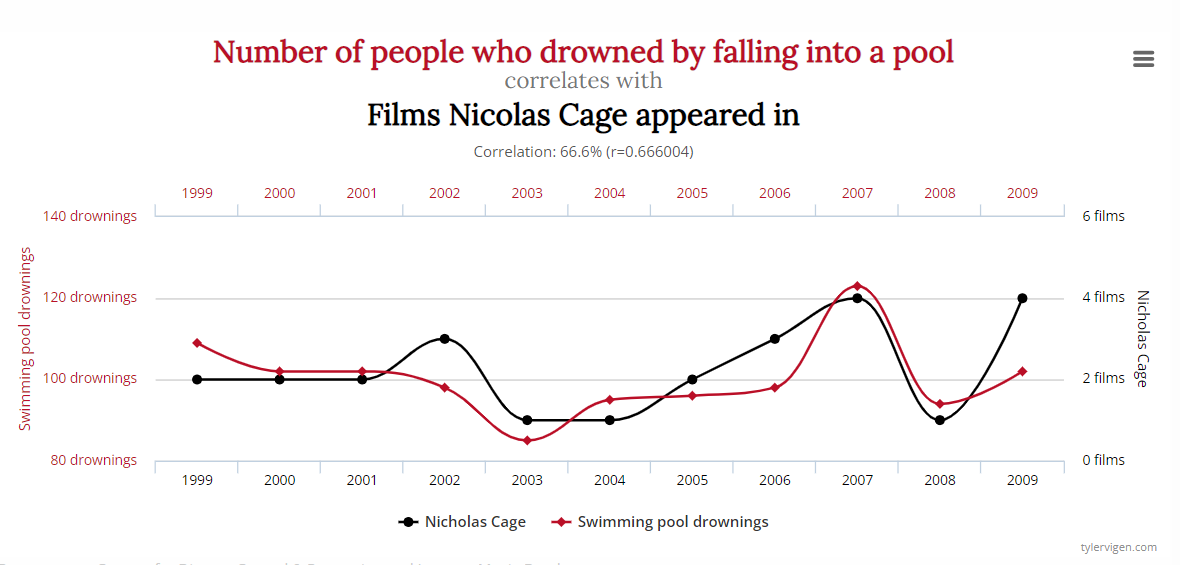 Number of people who drowned by falling into a pool
correlates with
Films Nicolas Cage appeared in
Correlation: 66.6% (r=0.666004)
1999 2000 2001 2002 2003 2004 2005 2006 2007 2008 2009
140 drownings 6 films
120 drownings 4 films
100 drownings 2 films
80 drownings 0 films
Swimming pool drownings
Nicholas Cage
1999 2000 2001 2002 2003 2004 2005 2006 2007 2008 2009
Nicholas Cage Swimming pool drownings
tylervigen.com